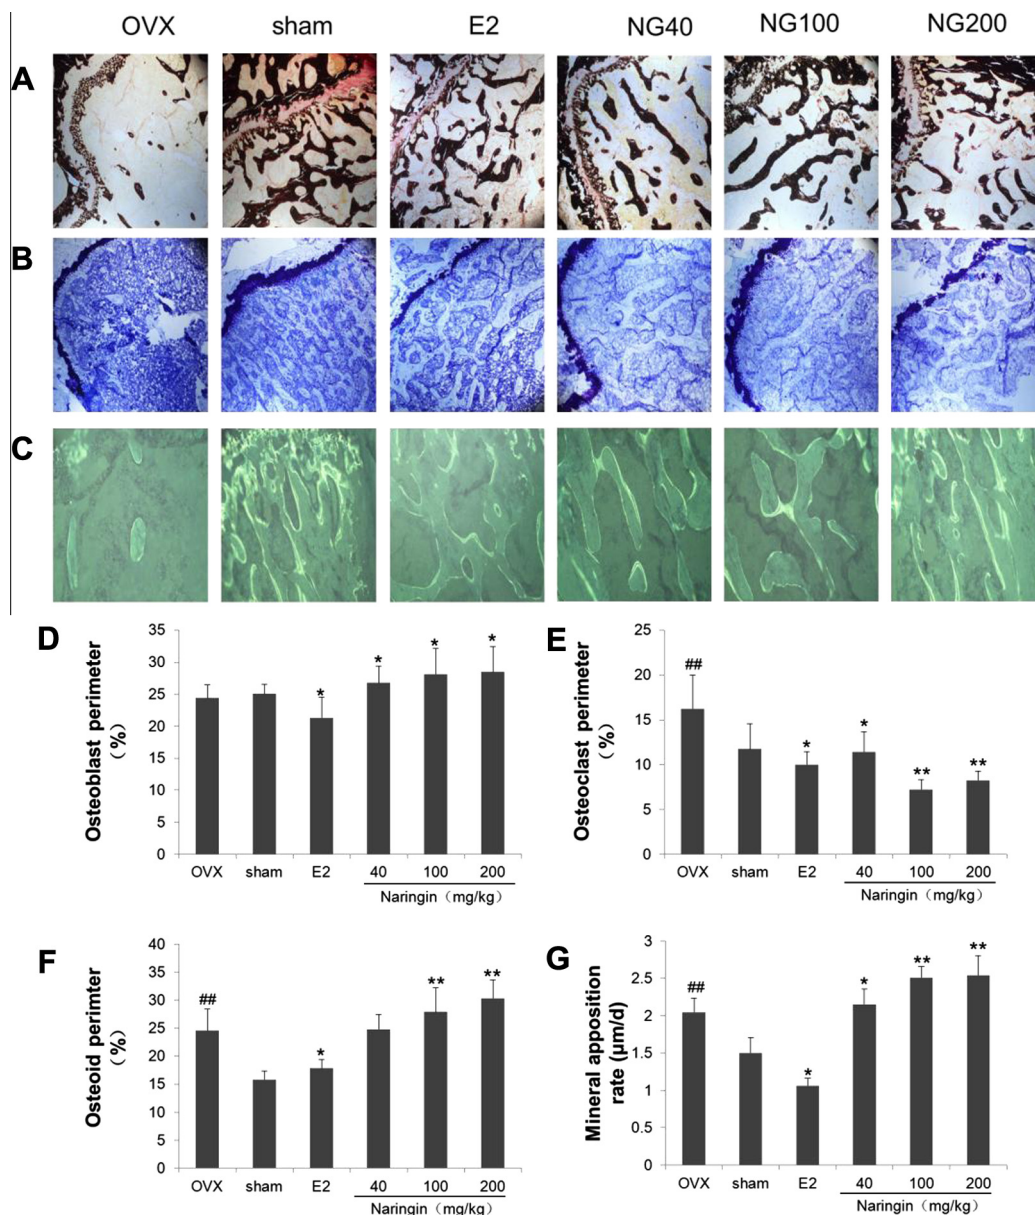 OVX sham E2 NG40 NG100 NG200
A
B
C
D
Osteoblast perimeter
（%）
35
30
25
20
15
10
5
0
* * * *
OVX sham E2 40 100 200
Naringin（mg/kg）
E
Osteoclast perimeter
（%）
25
20
15
10
5
0
## * * ** **
OVX sham E2 40 100 200
Naringin（mg/kg）
F
Osteoid perimter
（%）
40
35
30
25
20
15
10
5
0
## * ** **
OVX sham E2 40 100 200
Naringin（mg/kg）
G
Mineral apposition
rate (μm/d)
3
2.5
2
1.5
1
0.5
0
## * * ** **
OVX sham E2 40 100 200
Naringin（mg/kg）